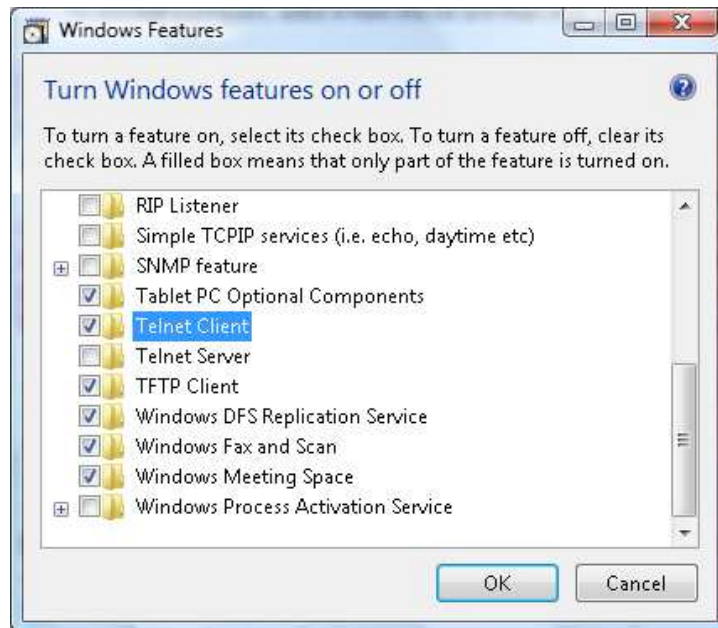 Windows Features
Turn Windows features on or off
To turn a feature on, select its check box. To turn a feature off, clear its
check box. A filled box means that only part of the feature is turned on.
RIP Listener
Simple TCPIP services (i.e. echo, daytime etc)
SNMP feature
Tablet PC Optional Components
Telnet Client
Telnet Server
TFTP Client
Windows DFS Replication Service
Windows Fax and Scan
Windows Meeting Space
Windows Process Activation Service
OK Cancel